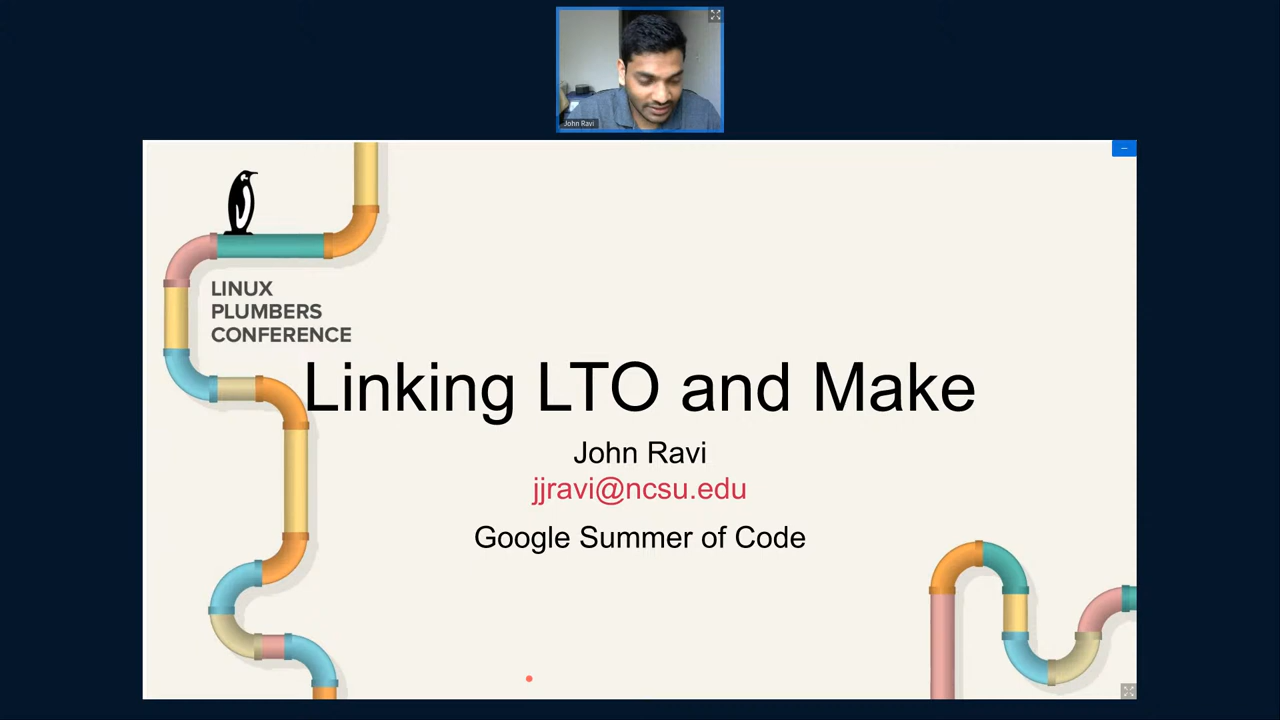 John Ravi
LINUX
PLUMBERS
CONFERENCE
Linking LTO and Make
John Ravi
jjravi@ncsu.edu
Google Summer of Code